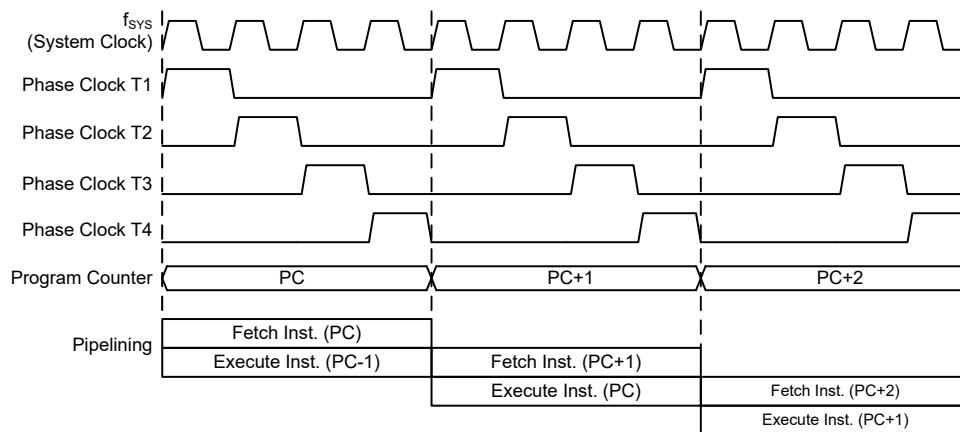 fSYS
(System Clock)
Phase Clock T1
Phase Clock T2
Phase Clock T3
Phase Clock T4
Program Counter PC PC+1 PC+2
Pipelining
Fetch Inst. (PC)
Execute Inst. (PC-1) Fetch Inst. (PC+1)
Execute Inst. (PC) Fetch Inst. (PC+2)
Execute Inst. (PC+1)